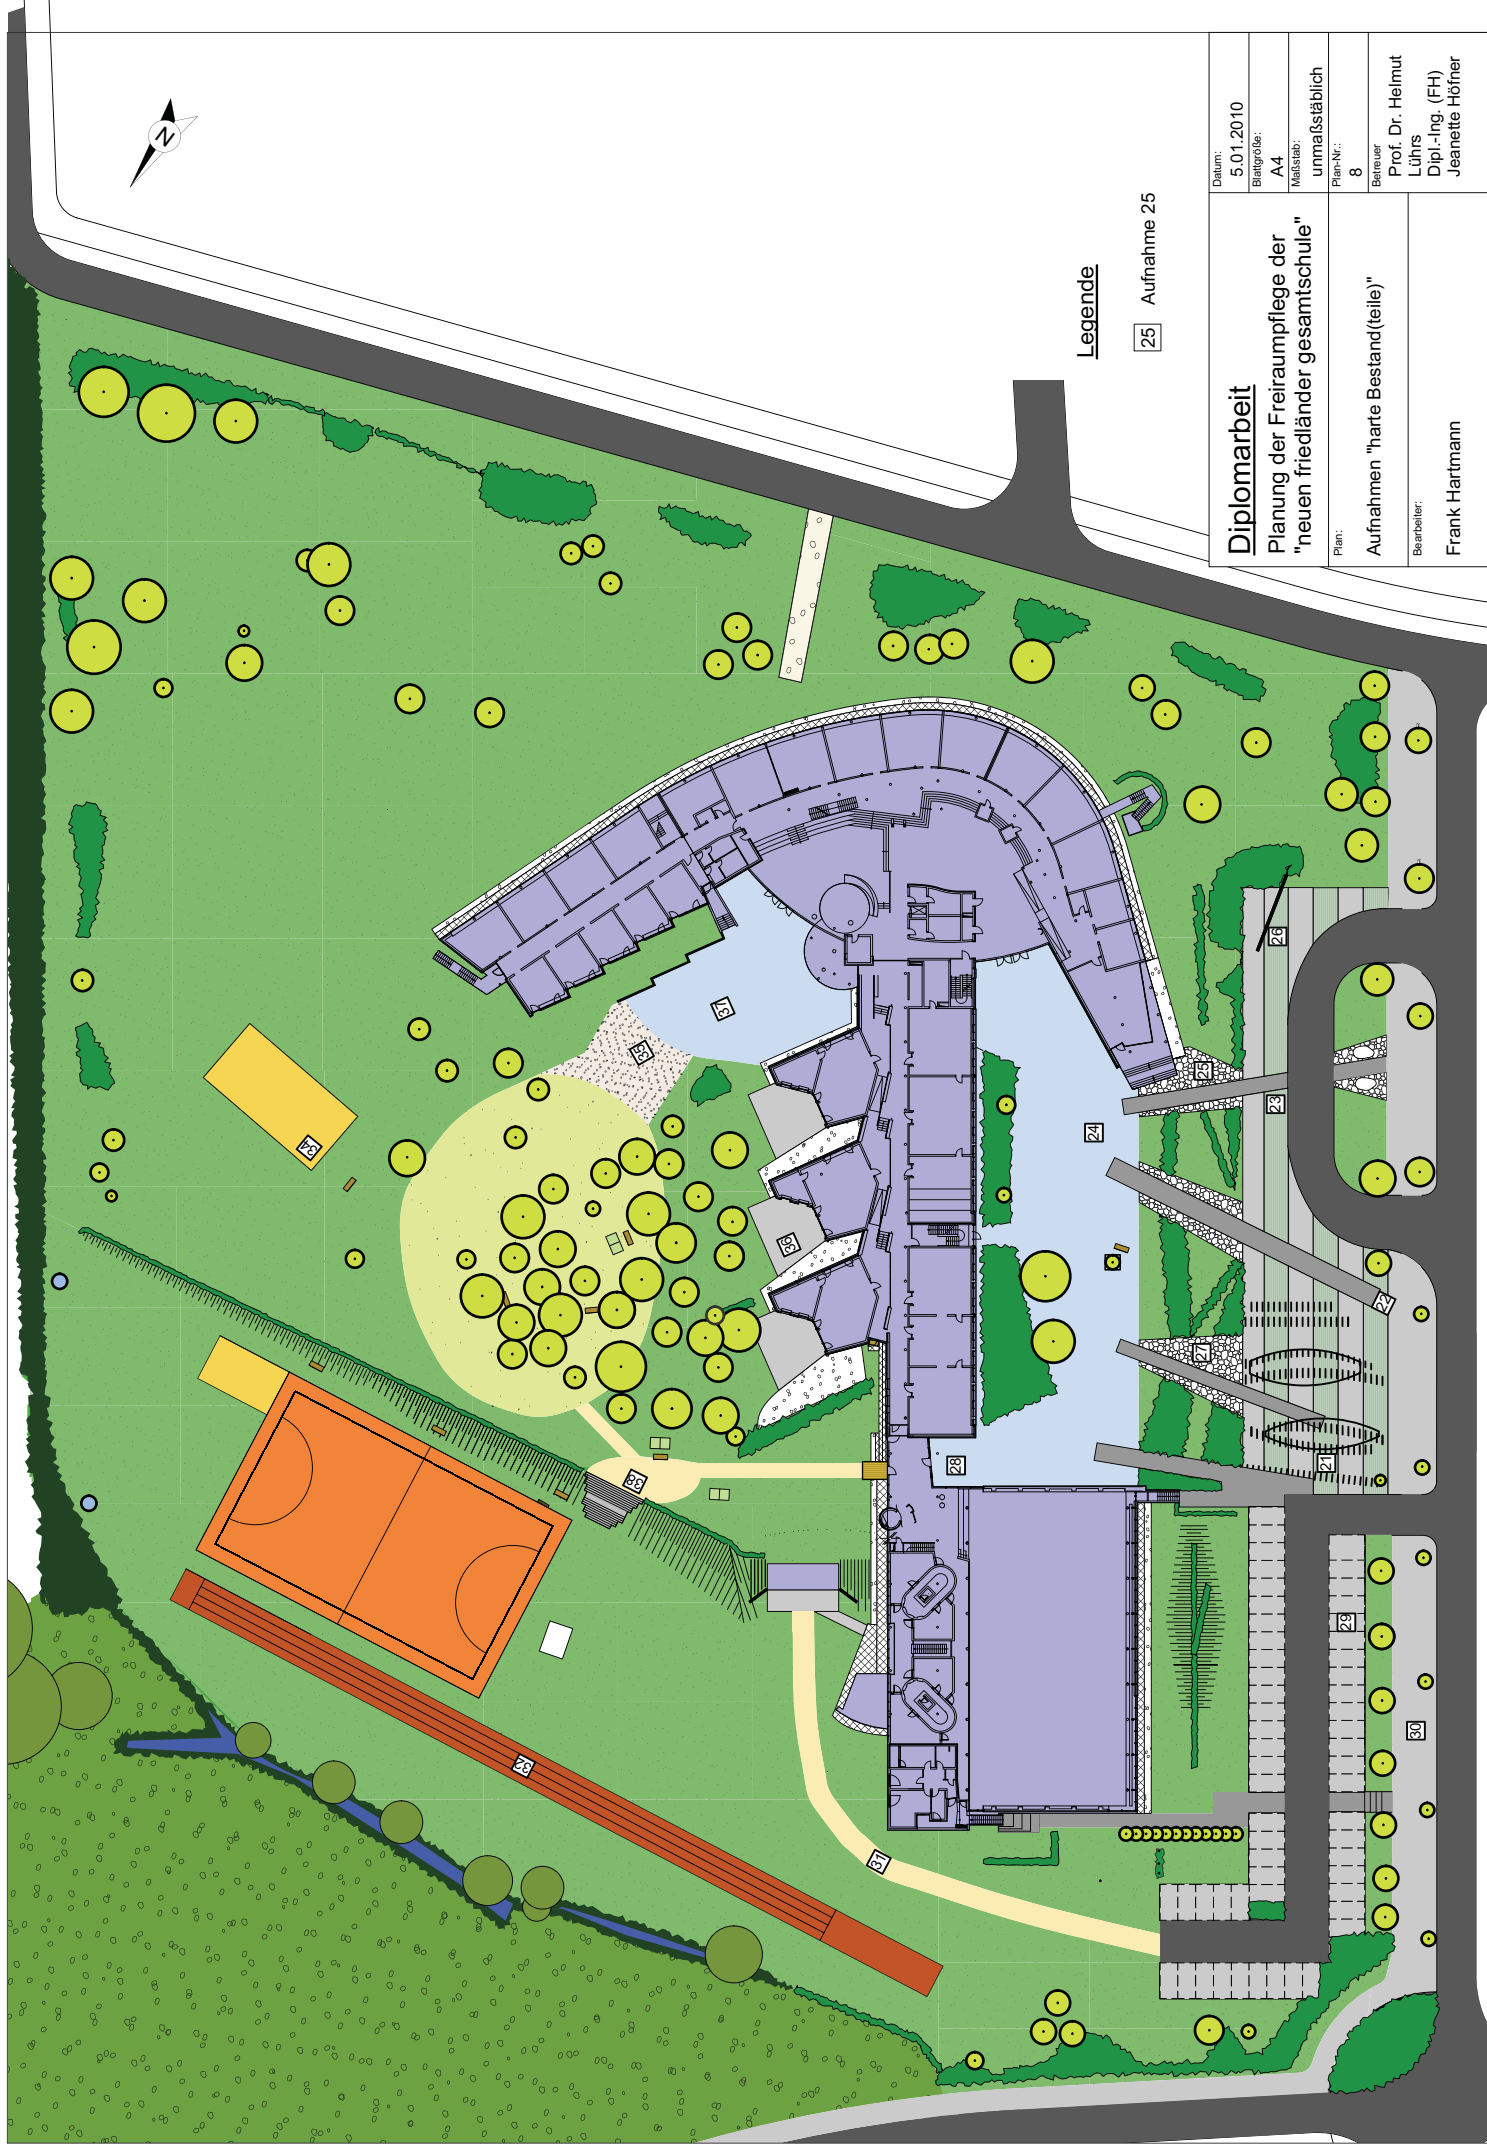 N
Legende
25 Aufnahme 25
Diplomarbeit
Planung der Freiraumpflege der
"neuen friedländer gesamtschule"
Plan:
Aufnahmen "harte Bestand(teile)"
Bearbeiter:
Frank Hartmann
Datum:
5.01.2010
Blattgröße:
A4
Maßstab:
unmaßstäblich
Plan-Nr.:
8
Betreuer
Prof. Dr. Helmut
Lührs
Dipl.-Ing. (FH)
Jeanette Höfner
34
35
37
36
38
32
31
28
24
25
23
26
22
27
21
29
30